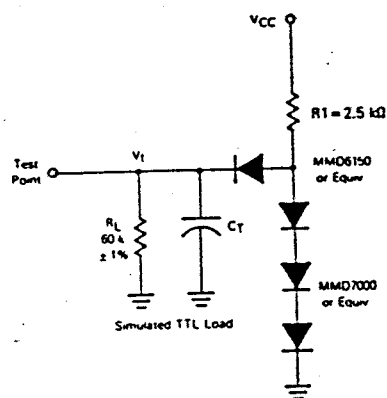 VCC
R1 = 2.5 kΩ
Test
Point
Vt
MMD6150
or Equiv
RL
60 k
± 1%
CT
MMD7000
or Equiv
Simulated TTL Load